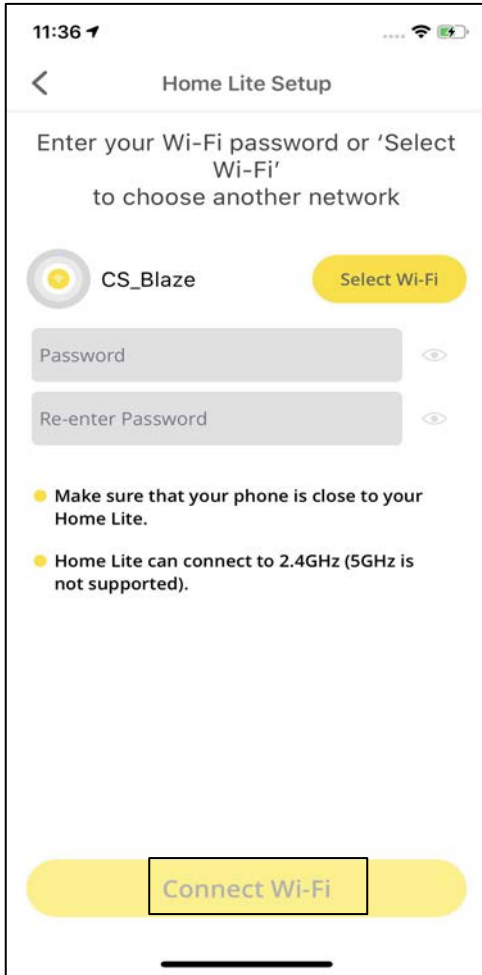 11:36
Home Lite Setup
Enter your Wi-Fi password or ‘Select
Wi-Fi’
to choose another network
CS_Blaze
Select Wi-Fi
Password
Re-enter Password
Make sure that your phone is close to your
Home Lite.
Home Lite can connect to 2.4GHz (5GHz is
not supported).
Connect Wi-Fi